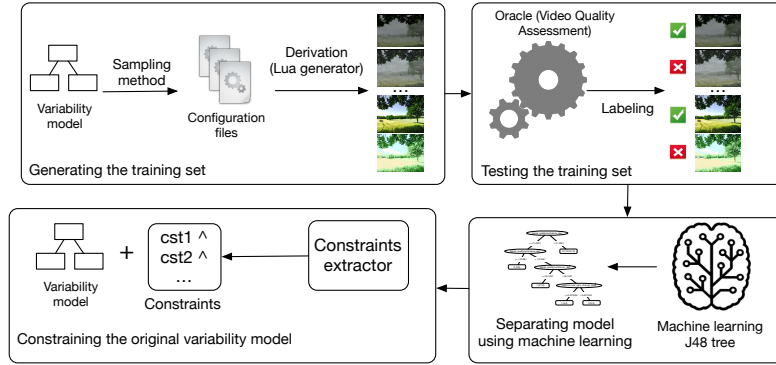 Variability
model
Sampling
method
Configuration
files
Derivation
(Lua generator)
...
Generating the training set
Oracle (Video Quality
Assessment)
Labeling
...
Testing the training set
Variability
model
+
cst1 ^
cst2 ^
...
Constraints
Constraints
extractor
Constraining the original variability model
Separating model
using machine learning
Machine learning
J48 tree